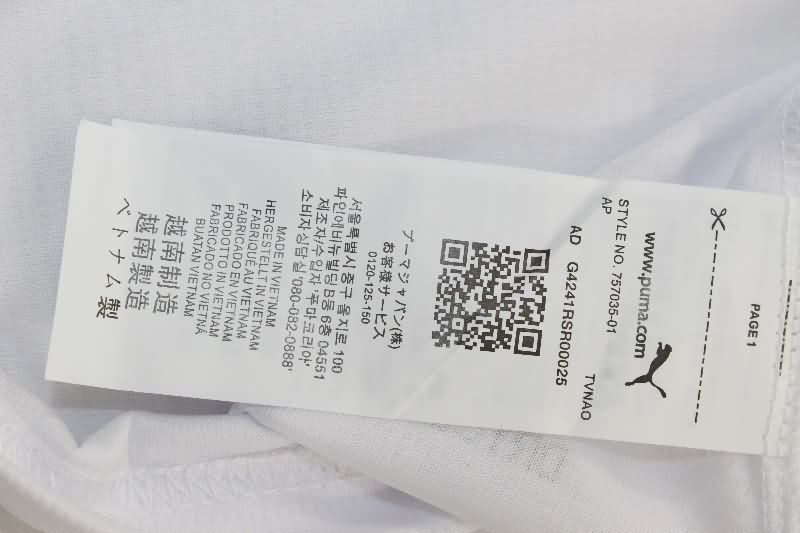 PAGE 1
www.puma.com
STYLE NO. 757035-01
AP
TVNAO
AD G4241RSR00025
プーマジャパン(株)
お客様サービス
0120-125-150
서울특별시중구 을지로 100
파인에비뉴빌딩B동 6층 04551
제조자/수입자 '푸마코리아'
소비자상담실'080-082-0888'
MADE IN VIETNAM
HERGESTELLT IN VIETNAM
FABRIQUÉ AU VIETNAM
FABRICADO EN VIETNAM
PRODOTTO IN VIETNAM
FABRICADO NO VIETNÃ
BUATAN VIETNAM
越南制造
越南製造
ベトナム製